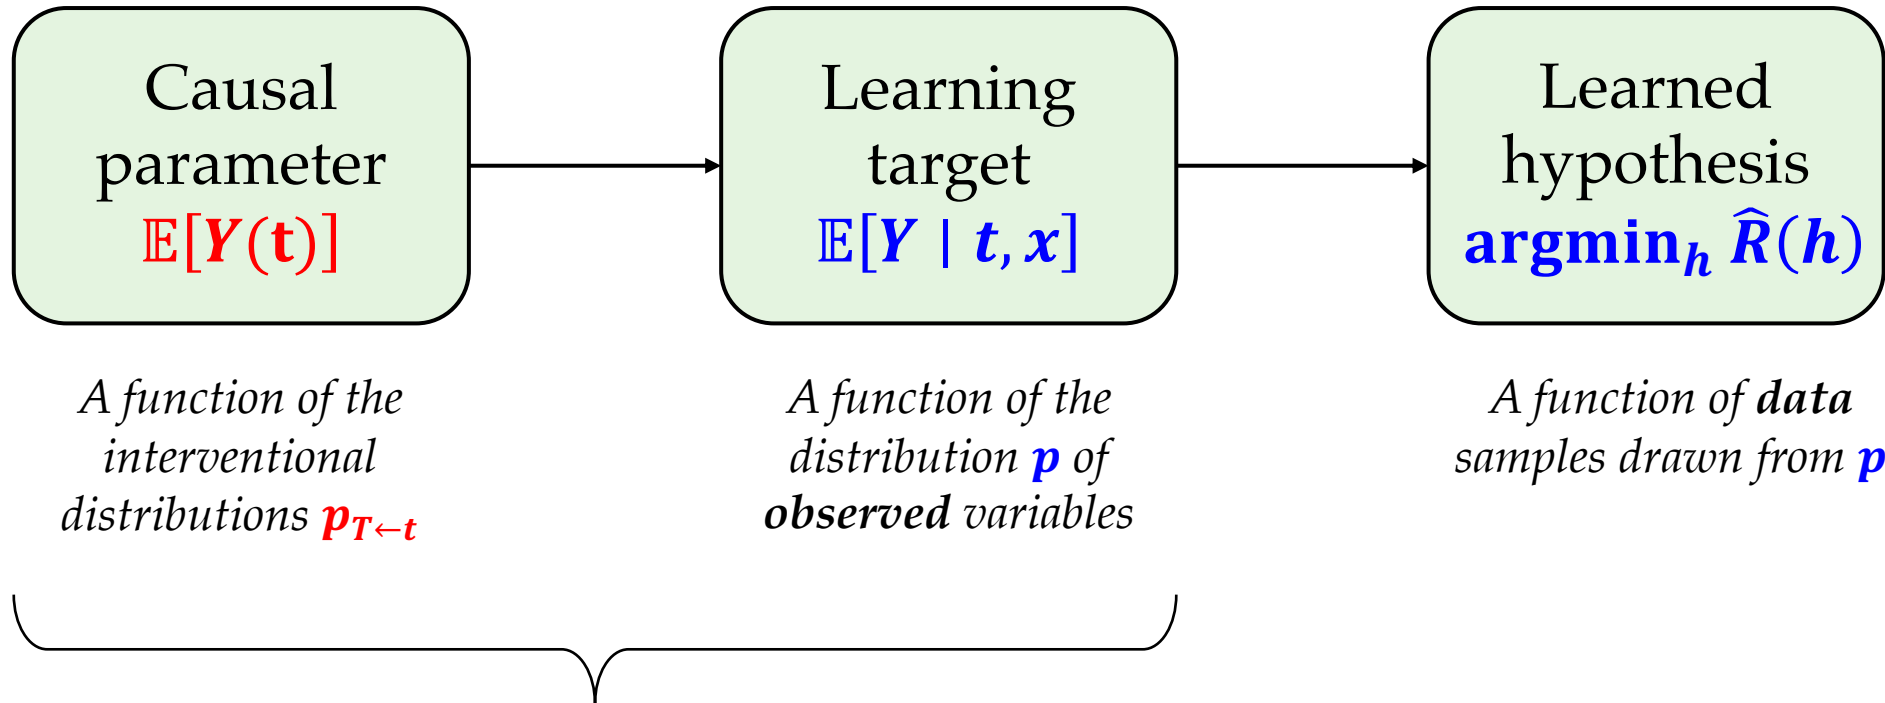 Causal
parameter
𝔼[Y(t)]
A function of the
interventional
distributions p_{T←t}
Learning
target
𝔼[Y | t, x]
A function of the
distribution p of
observed variables
Learned
hypothesis
argmin_h R̂(h)
A function of data
samples drawn from p